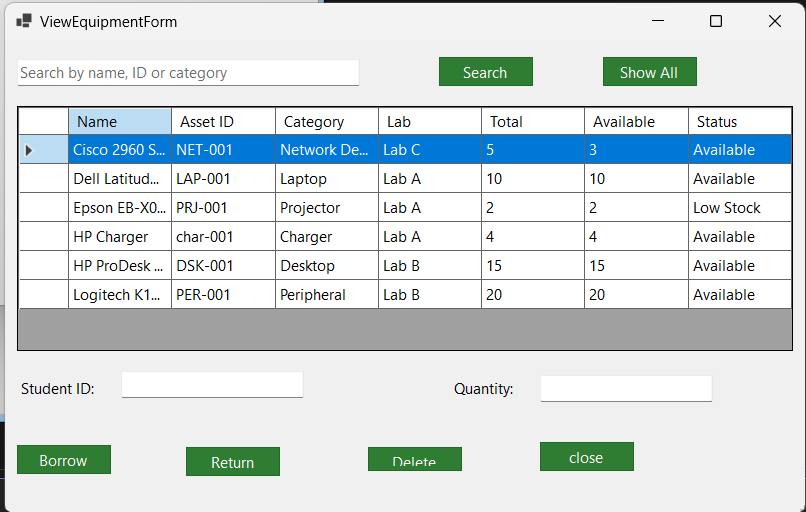 ViewEquipmentForm
Search by name, ID or category Search Show All
Name Asset ID Category Lab Total Available Status
Cisco 2960 S... NET-001 Network De... Lab C 5 3 Available
Dell Latitud... LAP-001 Laptop Lab A 10 10 Available
Epson EB-X0... PRJ-001 Projector Lab A 2 2 Low Stock
HP Charger char-001 Charger Lab A 4 4 Available
HP ProDesk ... DSK-001 Desktop Lab B 15 15 Available
Logitech K1... PER-001 Peripheral Lab B 20 20 Available
Student ID: Quantity:
Borrow Return Delete close